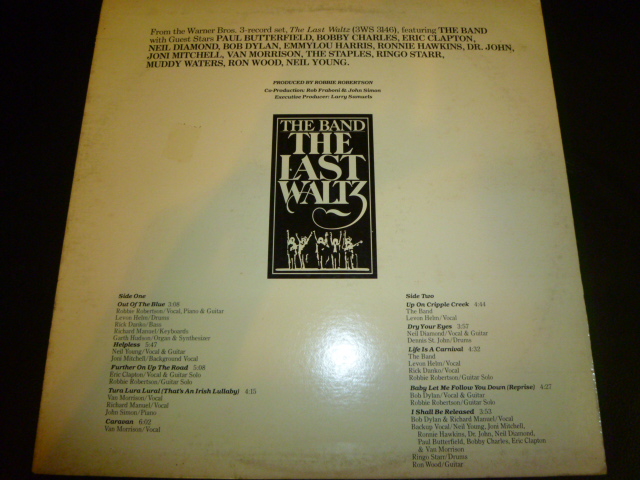 From the Warner Bros. 3-record set, The Last Waltz (3WS 3146), featuring THE BAND
with Guest Stars PAUL BUTTERFIELD, BOBBY CHARLES, ERIC CLAPTON,
NEIL DIAMOND, BOB DYLAN, EMMYLOU HARRIS, RONNIE HAWKINS, DR. JOHN,
JONI MITCHELL, VAN MORRISON, THE STAPLES, RINGO STARR,
MUDDY WATERS, RON WOOD, NEIL YOUNG.
PRODUCED BY ROBBIE ROBERTSON
Co-Production: Rob Fraboni & John Simon
Executive Producer: Larry Samuels
THE BAND
THE
LAST
WALTZ
Side One
Out Of The Blue 3:08
Robbie Robertson/Vocal, Piano & Guitar
Levon Helm/Drums
Rick Danko/Bass
Richard Manuel/Keyboards
Garth Hudson/Organ & Synthesizer
Helpless 5:47
Neil Young/Vocal & Guitar
Joni Mitchell/Background Vocal
Further On Up The Road 5:08
Eric Clapton/Vocal & Guitar Solo
Robbie Robertson/Guitar Solo
Tura Lura Lural (That's An Irish Lullaby) 4:15
Van Morrison/Vocal
Richard Manuel/Vocal
John Simon/Piano
Caravan 6:02
Van Morrison/Vocal
Side Two
Up On Cripple Creek 4:44
The Band
Levon Helm/Vocal
Dry Your Eyes 3:57
Neil Diamond/Vocal & Guitar
Dennis St. John/Drums
Life Is A Carnival 4:32
The Band
Levon Helm/Vocal
Rick Danko/Vocal
Robbie Robertson/Guitar Solo
Baby Let Me Follow You Down (Reprise) 4:27
Bob Dylan/Vocal & Guitar
Robbie Robertson/Guitar Solo
I Shall Be Released 3:53
Bob Dylan & Richard Manuel/Vocal
Backup Vocal/Neil Young, Joni Mitchell,
Ronnie Hawkins, Dr. John, Neil Diamond,
Paul Butterfield, Bobby Charles, Eric Clapton
& Van Morrison
Ringo Starr/Drums
Ron Wood/Guitar